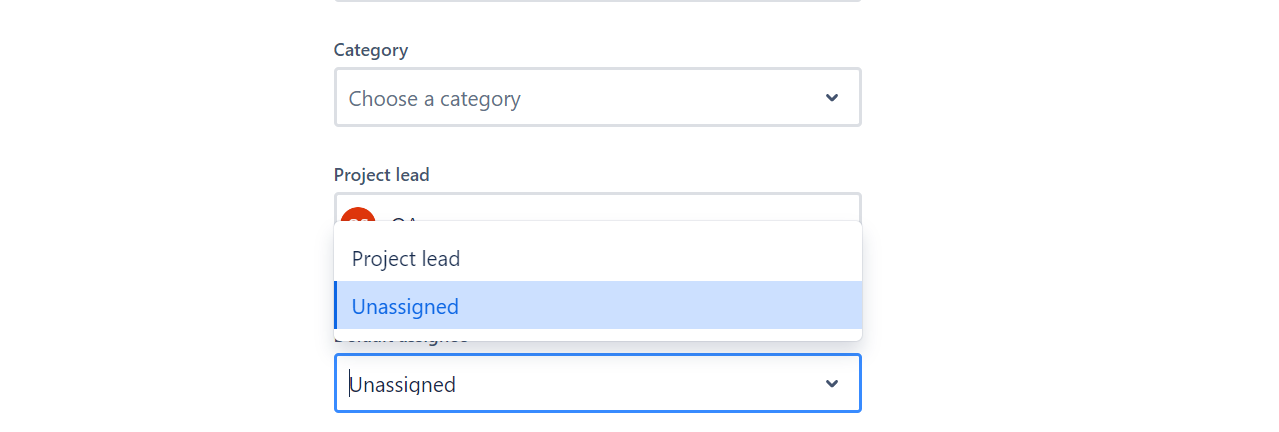 Category
Choose a category
Project lead
Project lead
Unassigned
Unassigned